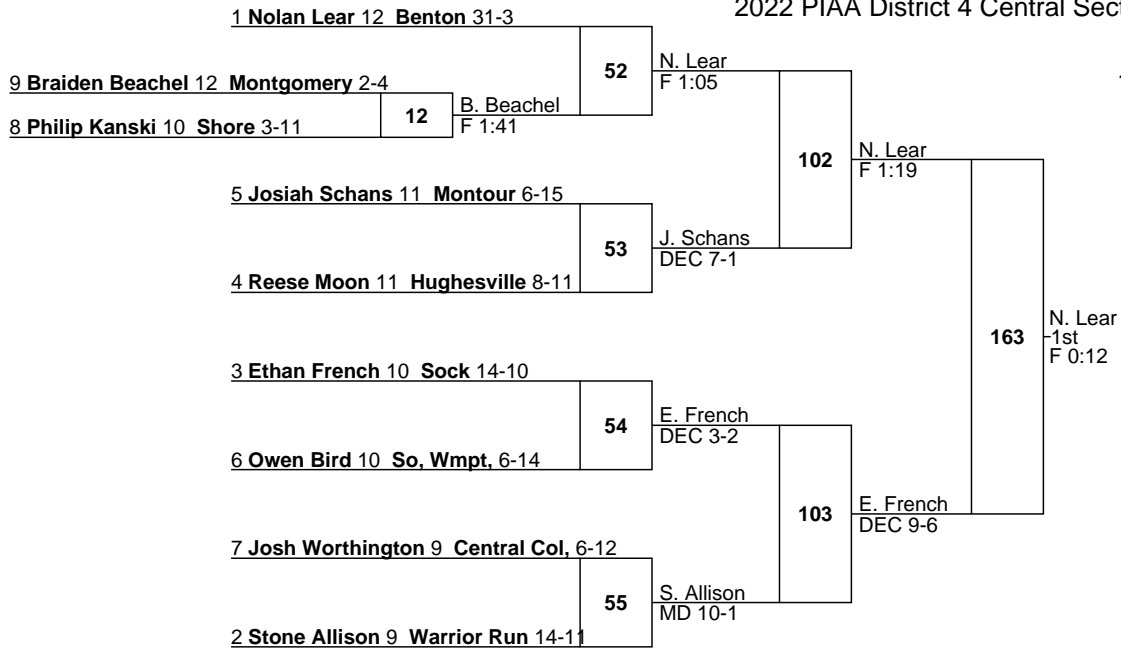 2022 PIAA District 4 Central Sect
1 Nolan Lear 12 Benton 31-3
52
N. Lear
F 1:05
9 Braiden Beachel 12 Montgomery 2-4
12
B. Beachel
F 1:41
8 Philip Kanski 10 Shore 3-11
102
N. Lear
F 1:19
5 Josiah Schans 11 Montour 6-15
53
J. Schans
DEC 7-1
4 Reese Moon 11 Hughesville 8-11
163
N. Lear
1st
F 0:12
3 Ethan French 10 Sock 14-10
54
E. French
DEC 3-2
6 Owen Bird 10 So, Wmpt, 6-14
103
E. French
DEC 9-6
7 Josh Worthington 9 Central Col, 6-12
55
S. Allison
MD 10-1
2 Stone Allison 9 Warrior Run 14-11